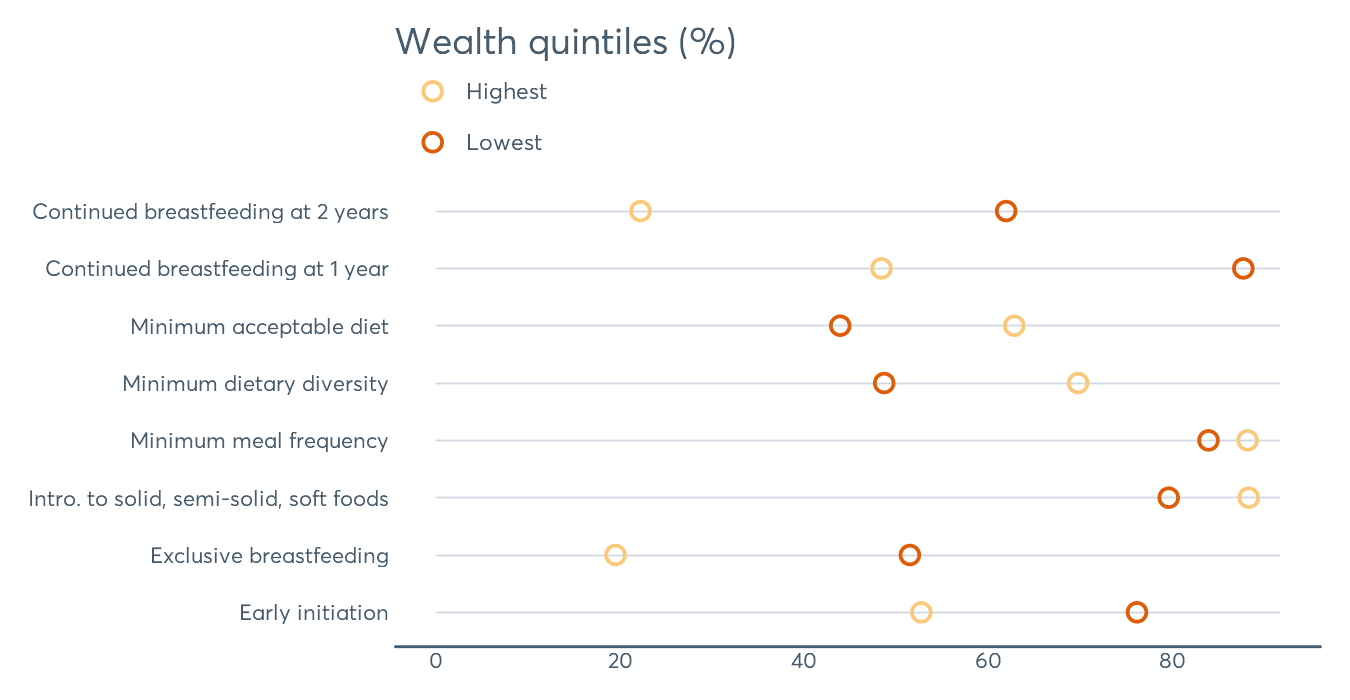 Wealth quintiles (%)
Highest
Lowest
Continued breastfeeding at 2 years
Continued breastfeeding at 1 year
Minimum acceptable diet
Minimum dietary diversity
Minimum meal frequency
Intro. to solid, semi-solid, soft foods
Exclusive breastfeeding
Early initiation
0 20 40 60 80